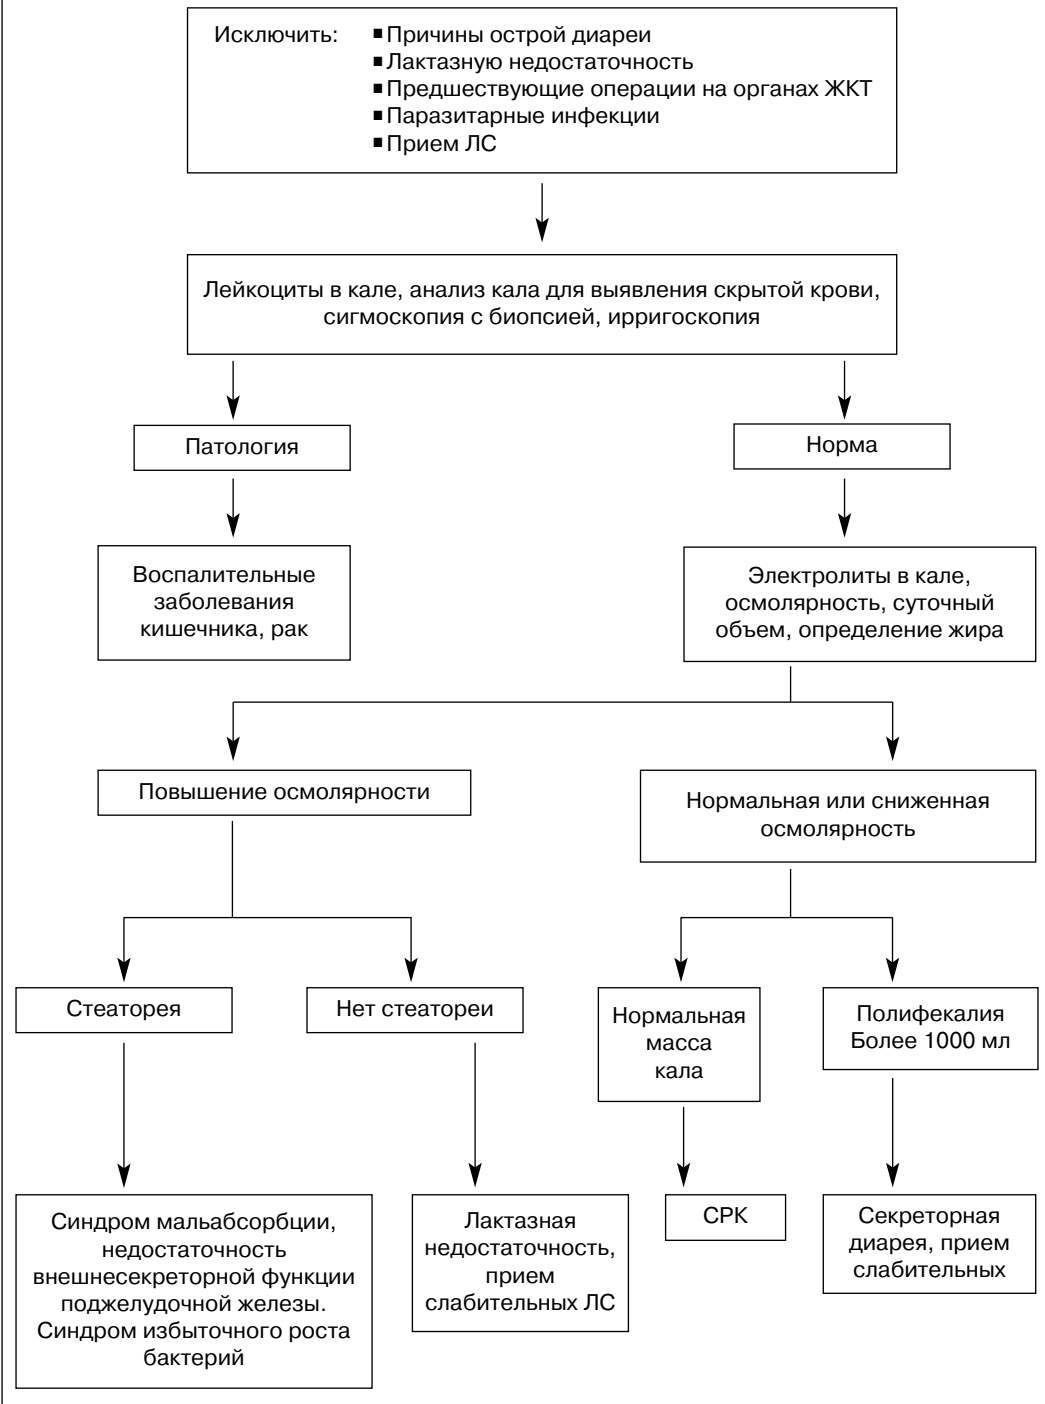 Исключить: ▪Причины острой диареи
▪Лактазную недостаточность
▪Предшествующие операции на органах ЖКТ
▪Паразитарные инфекции
▪Прием ЛС
Лейкоциты в кале, анализ кала для выявления скрытой крови,
сигмоскопия с биопсией, ирригоскопия
Патология
Норма
Воспалительные
заболевания
кишечника, рак
Электролиты в кале,
осмолярность, суточный
объем, определение жира
Повышение осмолярности
Нормальная или сниженная
осмолярность
Стеаторея
Нет стеатореи
Нормальная
масса
кала
Полифекалия
Более 1000 мл
Синдром мальабсорбции,
недостаточность
внешнесекреторной функции
поджелудочной железы.
Синдром избыточного роста
бактерий
Лактазная
недостаточность,
прием
слабительных ЛС
СРК
Секреторная
диарея, прием
слабительных